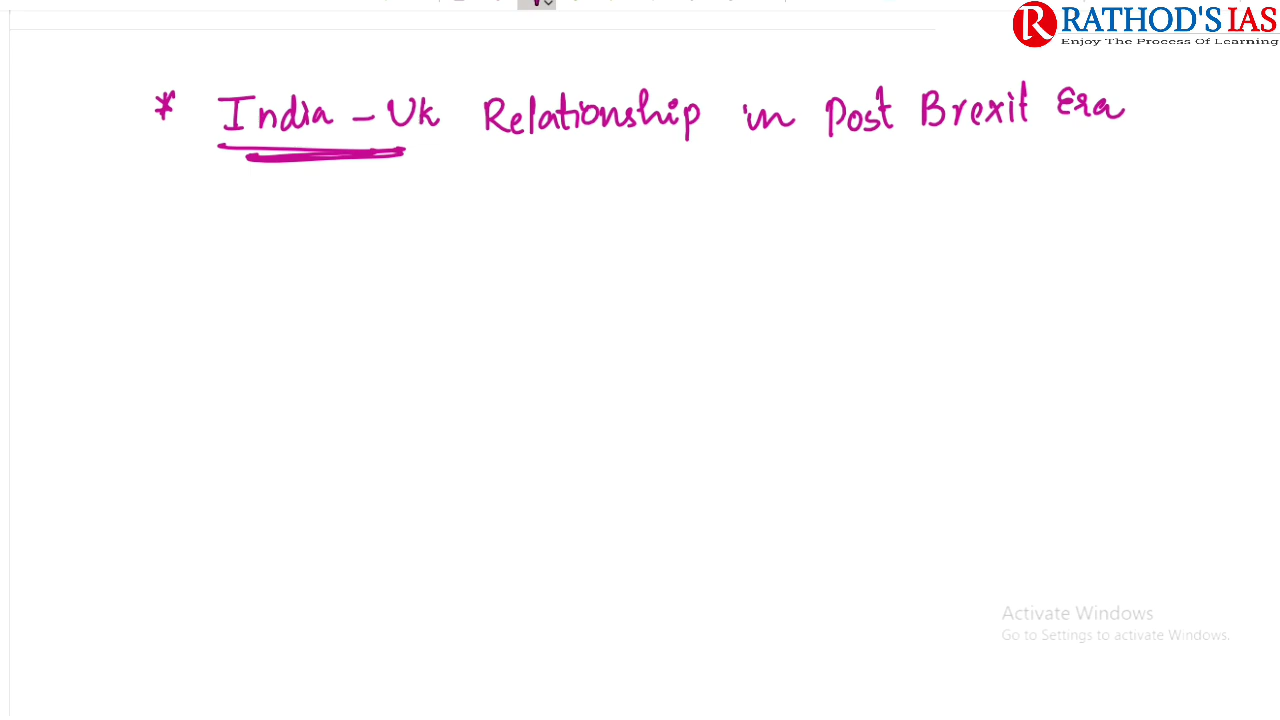 RATHOD'S IAS
Enjoy The Process Of Learning
* India - Uk Relationship in Post Brexit Era
Activate Windows
Go to Settings to activate Windows.